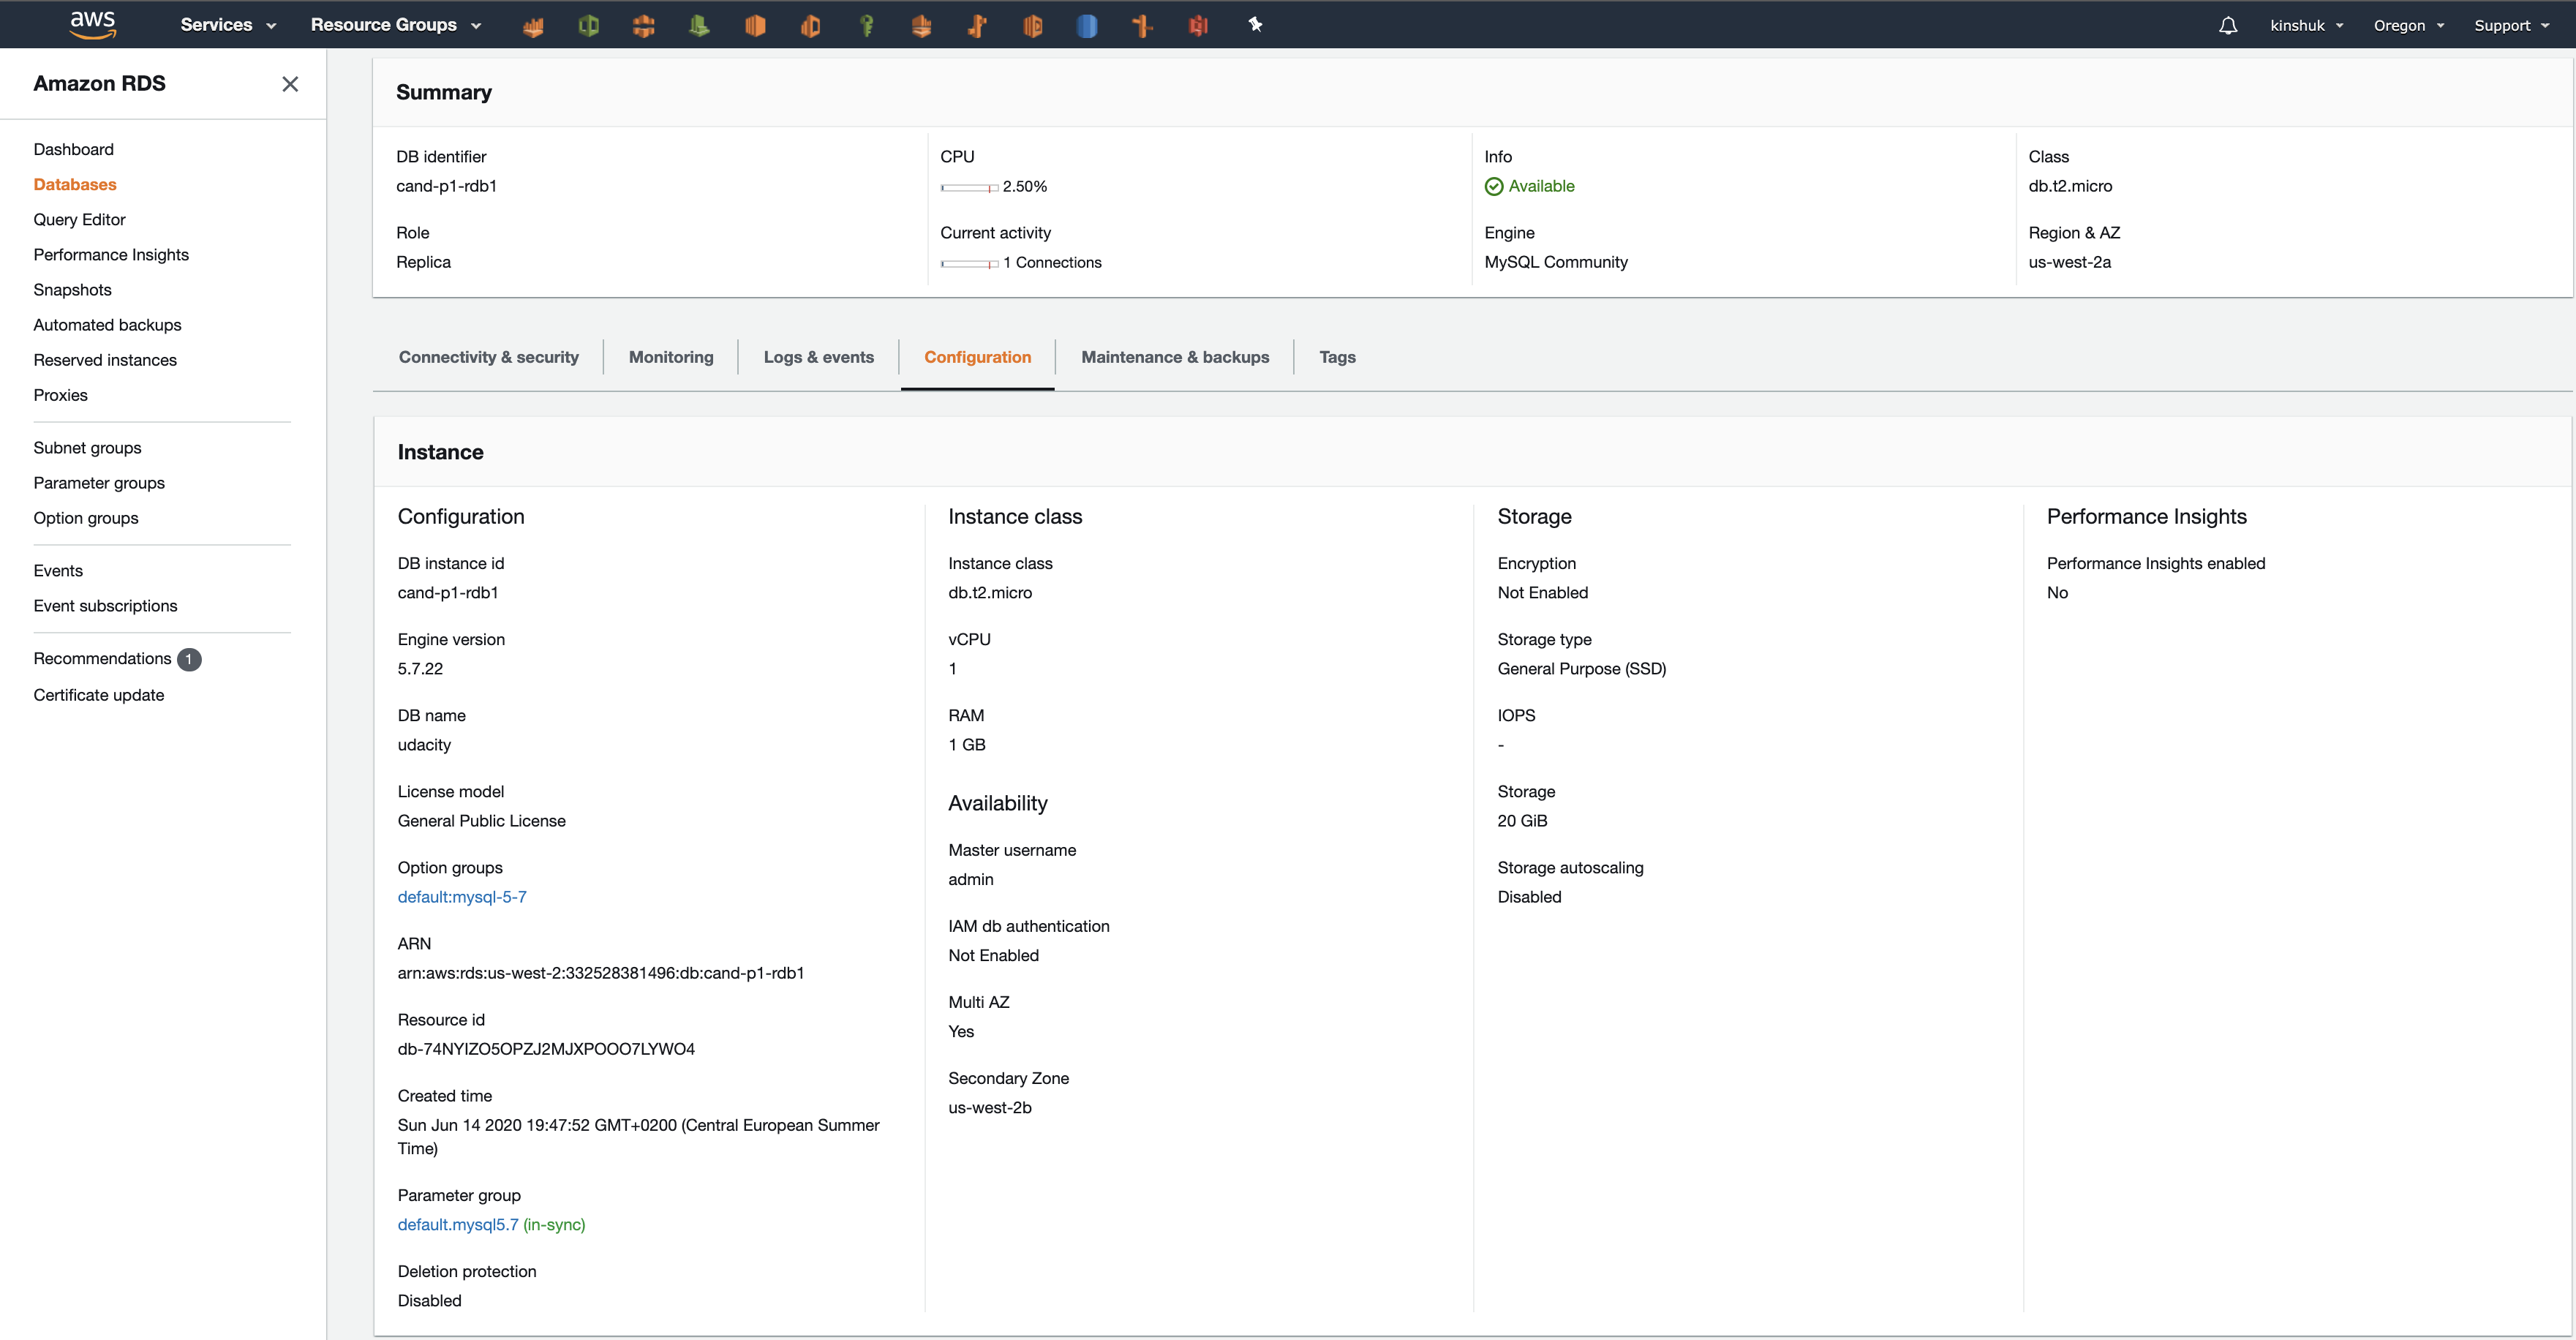 aws
Services
Resource Groups
kinshuk
Oregon
Support
Amazon RDS
Dashboard
Databases
Query Editor
Performance Insights
Snapshots
Automated backups
Reserved instances
Proxies
Subnet groups
Parameter groups
Option groups
Events
Event subscriptions
Recommendations 1
Certificate update
Summary
DB identifier
cand-p1-rdb1
Role
Replica
CPU
2.50%
Current activity
1 Connections
Info
Available
Engine
MySQL Community
Class
db.t2.micro
Region & AZ
us-west-2a
Connectivity & security
Monitoring
Logs & events
Configuration
Maintenance & backups
Tags
Instance
Configuration
DB instance id
cand-p1-rdb1
Engine version
5.7.22
DB name
udacity
License model
General Public License
Option groups
default:mysql-5-7
ARN
arn:aws:rds:us-west-2:332528381496:db:cand-p1-rdb1
Resource id
db-74NYIZO5OPZJ2MJXPOOO7LYWO4
Created time
Sun Jun 14 2020 19:47:52 GMT+0200 (Central European Summer
Time)
Parameter group
default.mysql5.7 (in-sync)
Deletion protection
Disabled
Instance class
Instance class
db.t2.micro
vCPU
1
RAM
1 GB
Availability
Master username
admin
IAM db authentication
Not Enabled
Multi AZ
Yes
Secondary Zone
us-west-2b
Storage
Encryption
Not Enabled
Storage type
General Purpose (SSD)
IOPS
-
Storage
20 GiB
Storage autoscaling
Disabled
Performance Insights
Performance Insights enabled
No